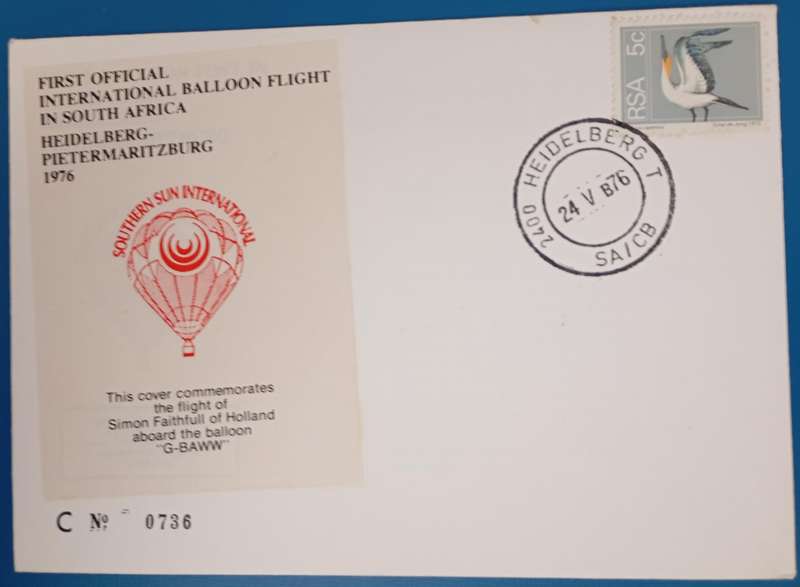 FIRST OFFICIAL
INTERNATIONAL BALLOON FLIGHT
IN SOUTH AFRICA
HEIDELBERG-
PIETERMARITZBURG
1976
SOUTHERN SUN INTERNATIONAL
This cover commemorates
the flight of
Simon Faithfull of Holland
aboard the balloon
"G-BAWW"
C No 0736
RSA 5c
2400 HEIDELBERG T
24 V B76
SA/CB